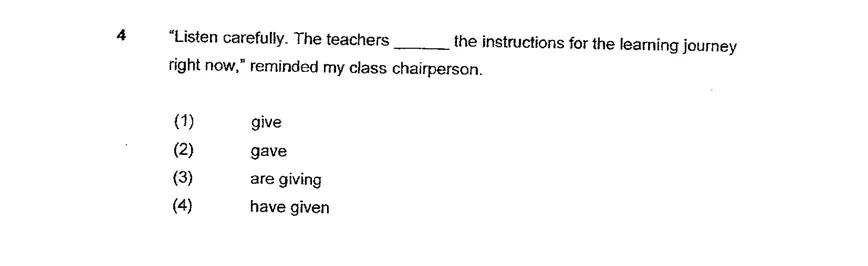 4 "Listen carefully. The teachers ______ the instructions for the learning journey
right now," reminded my class chairperson.
(1) give
(2) gave
(3) are giving
(4) have given